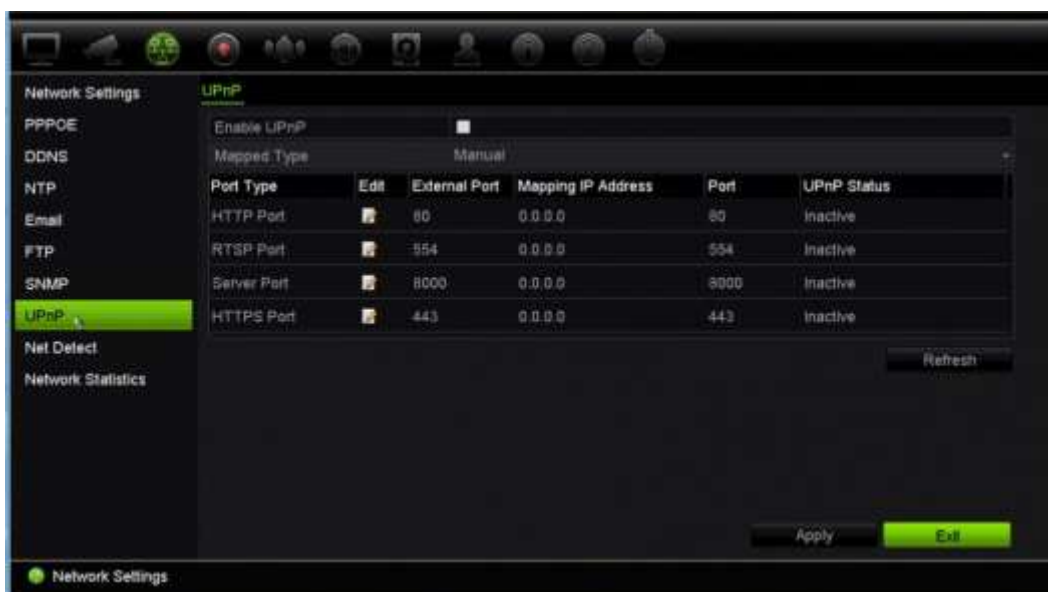 Network Settings
UPnP
PPPOE
Enable UPnP
DDNS
Mapped Type Manual
NTP
Port Type Edit External Port Mapping IP Address Port UPnP Status
Email
HTTP Port 80 0.0.0.0 80 Inactive
FTP
RTSP Port 554 0.0.0.0 554 Inactive
SNMP
Server Port 8000 0.0.0.0 8000 Inactive
UPnP
HTTPS Port 443 0.0.0.0 443 Inactive
Net Detect
Refresh
Network Statistics
Apply Exit
Network Settings